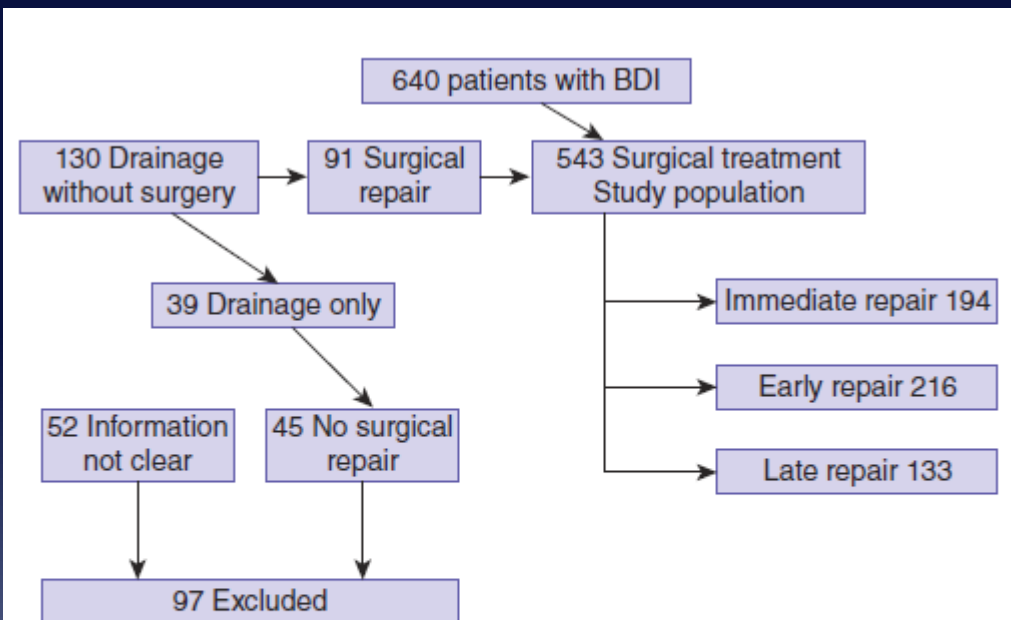 640 patients with BDI
130 Drainage
without surgery
91 Surgical
repair
543 Surgical treatment
Study population
39 Drainage only
Immediate repair 194
Early repair 216
52 Information
not clear
45 No surgical
repair
Late repair 133
97 Excluded